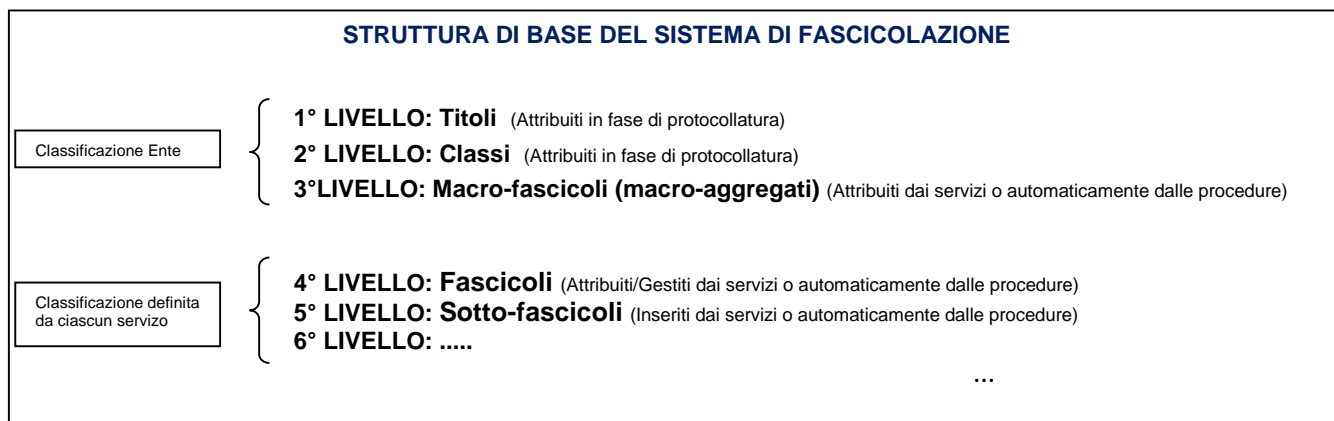 STRUTTURA DI BASE DEL SISTEMA DI FASCICOLAZIONE
Classificazione Ente
1° LIVELLO: Titoli (Attribuiti in fase di protocollatura)
2° LIVELLO: Classi (Attribuiti in fase di protocollatura)
3°LIVELLO: Macro-fascicoli (macro-aggregati) (Attribuiti dai servizi o automaticamente dalle procedure)
Classificazione definita
da ciascun servizo
4° LIVELLO: Fascicoli (Attribuiti/Gestiti dai servizi o automaticamente dalle procedure)
5° LIVELLO: Sotto-fascicoli (Inseriti dai servizi o automaticamente dalle procedure)
6° LIVELLO: .....
...